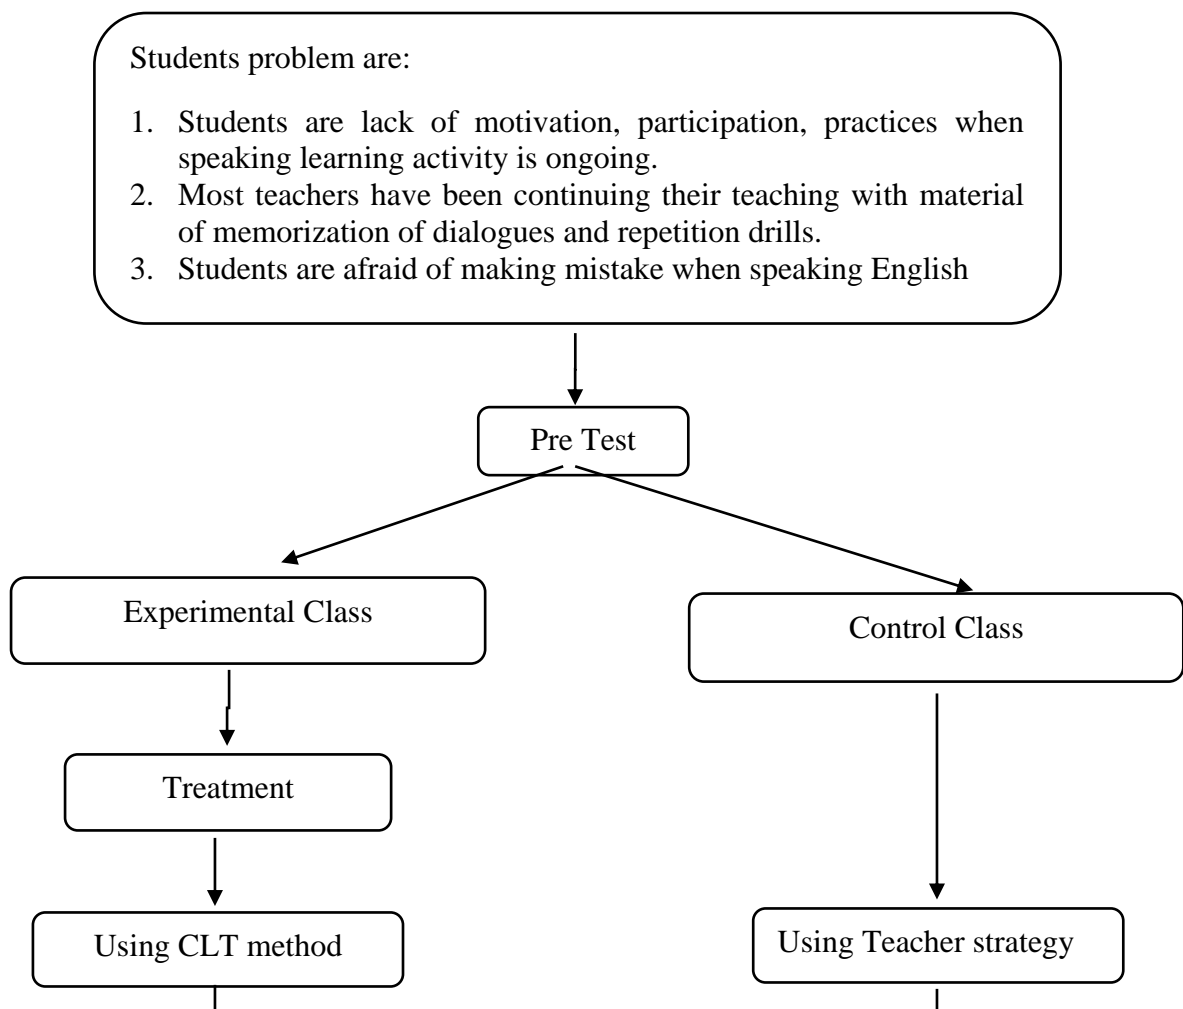 Students problem are:
1. Students are lack of motivation, participation, practices when
speaking learning activity is ongoing.
2. Most teachers have been continuing their teaching with material
of memorization of dialogues and repetition drills.
3. Students are afraid of making mistake when speaking English
Pre Test
Experimental Class
Control Class
Treatment
Using CLT method
Using Teacher strategy